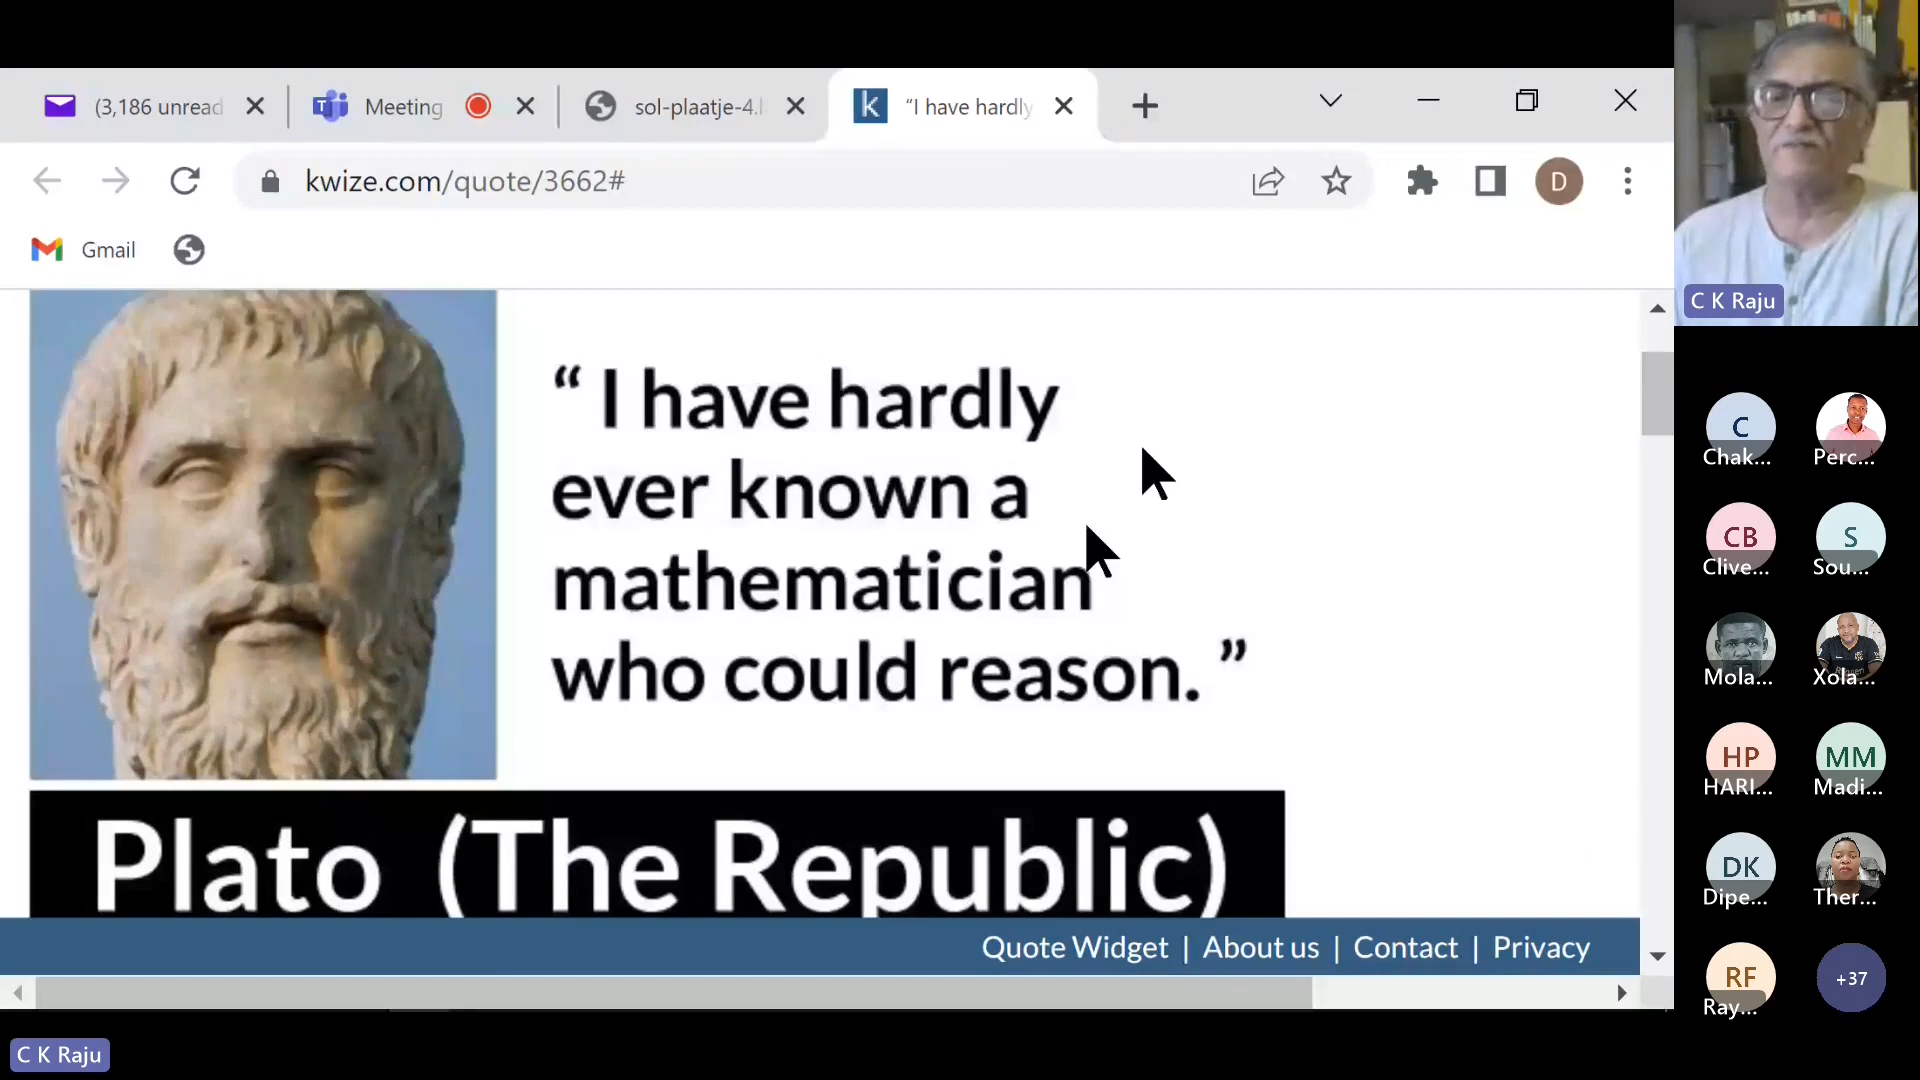 (3,186 unread
Meeting
sol-plaatje-4.l
k
“I have hardly
kwize.com/quote/3662#
D
Gmail
“ I have hardly
ever known a
mathematician
who could reason. ”
Plato (The Republic)
Quote Widget | About us | Contact | Privacy
C K Raju
C
Chak...
Perc...
CB
Clive...
S
Sou...
Mola...
Xola...
HP
HARI...
MM
Madi...
DK
Dipe...
Ther...
RF
Ray...
+37
C K Raju